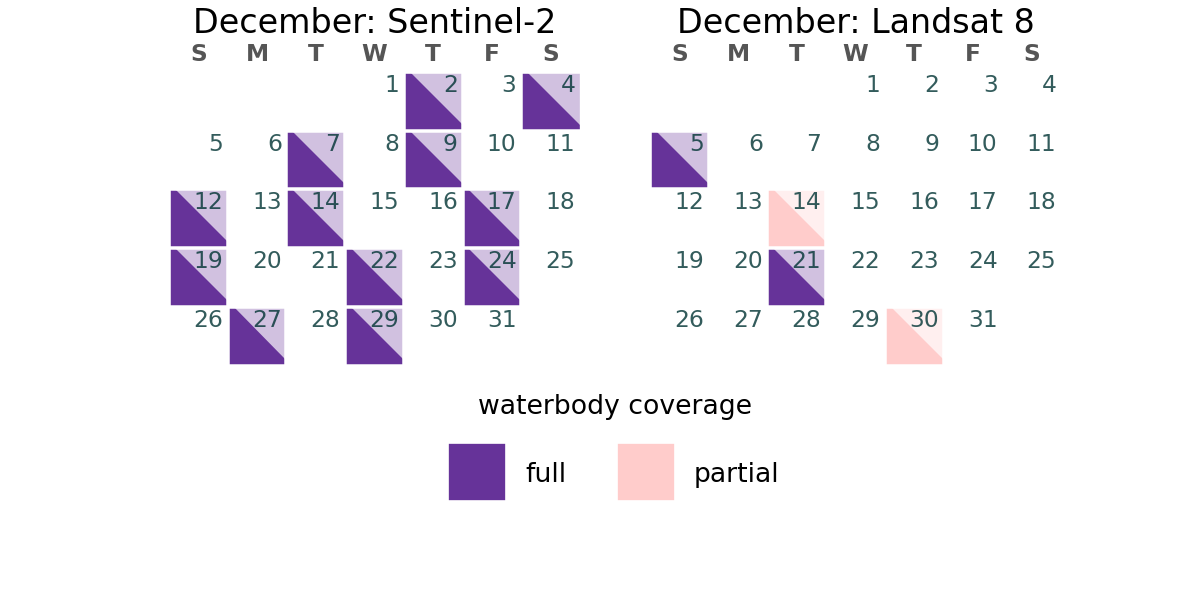 December: Sentinel-2
S M T W T F S
1 2 3 4
5 6 7 8 9 10 11
12 13 14 15 16 17 18
19 20 21 22 23 24 25
26 27 28 29 30 31
December: Landsat 8
S M T W T F S
1 2 3 4
5 6 7 8 9 10 11
12 13 14 15 16 17 18
19 20 21 22 23 24 25
26 27 28 29 30 31
waterbody coverage
full partial